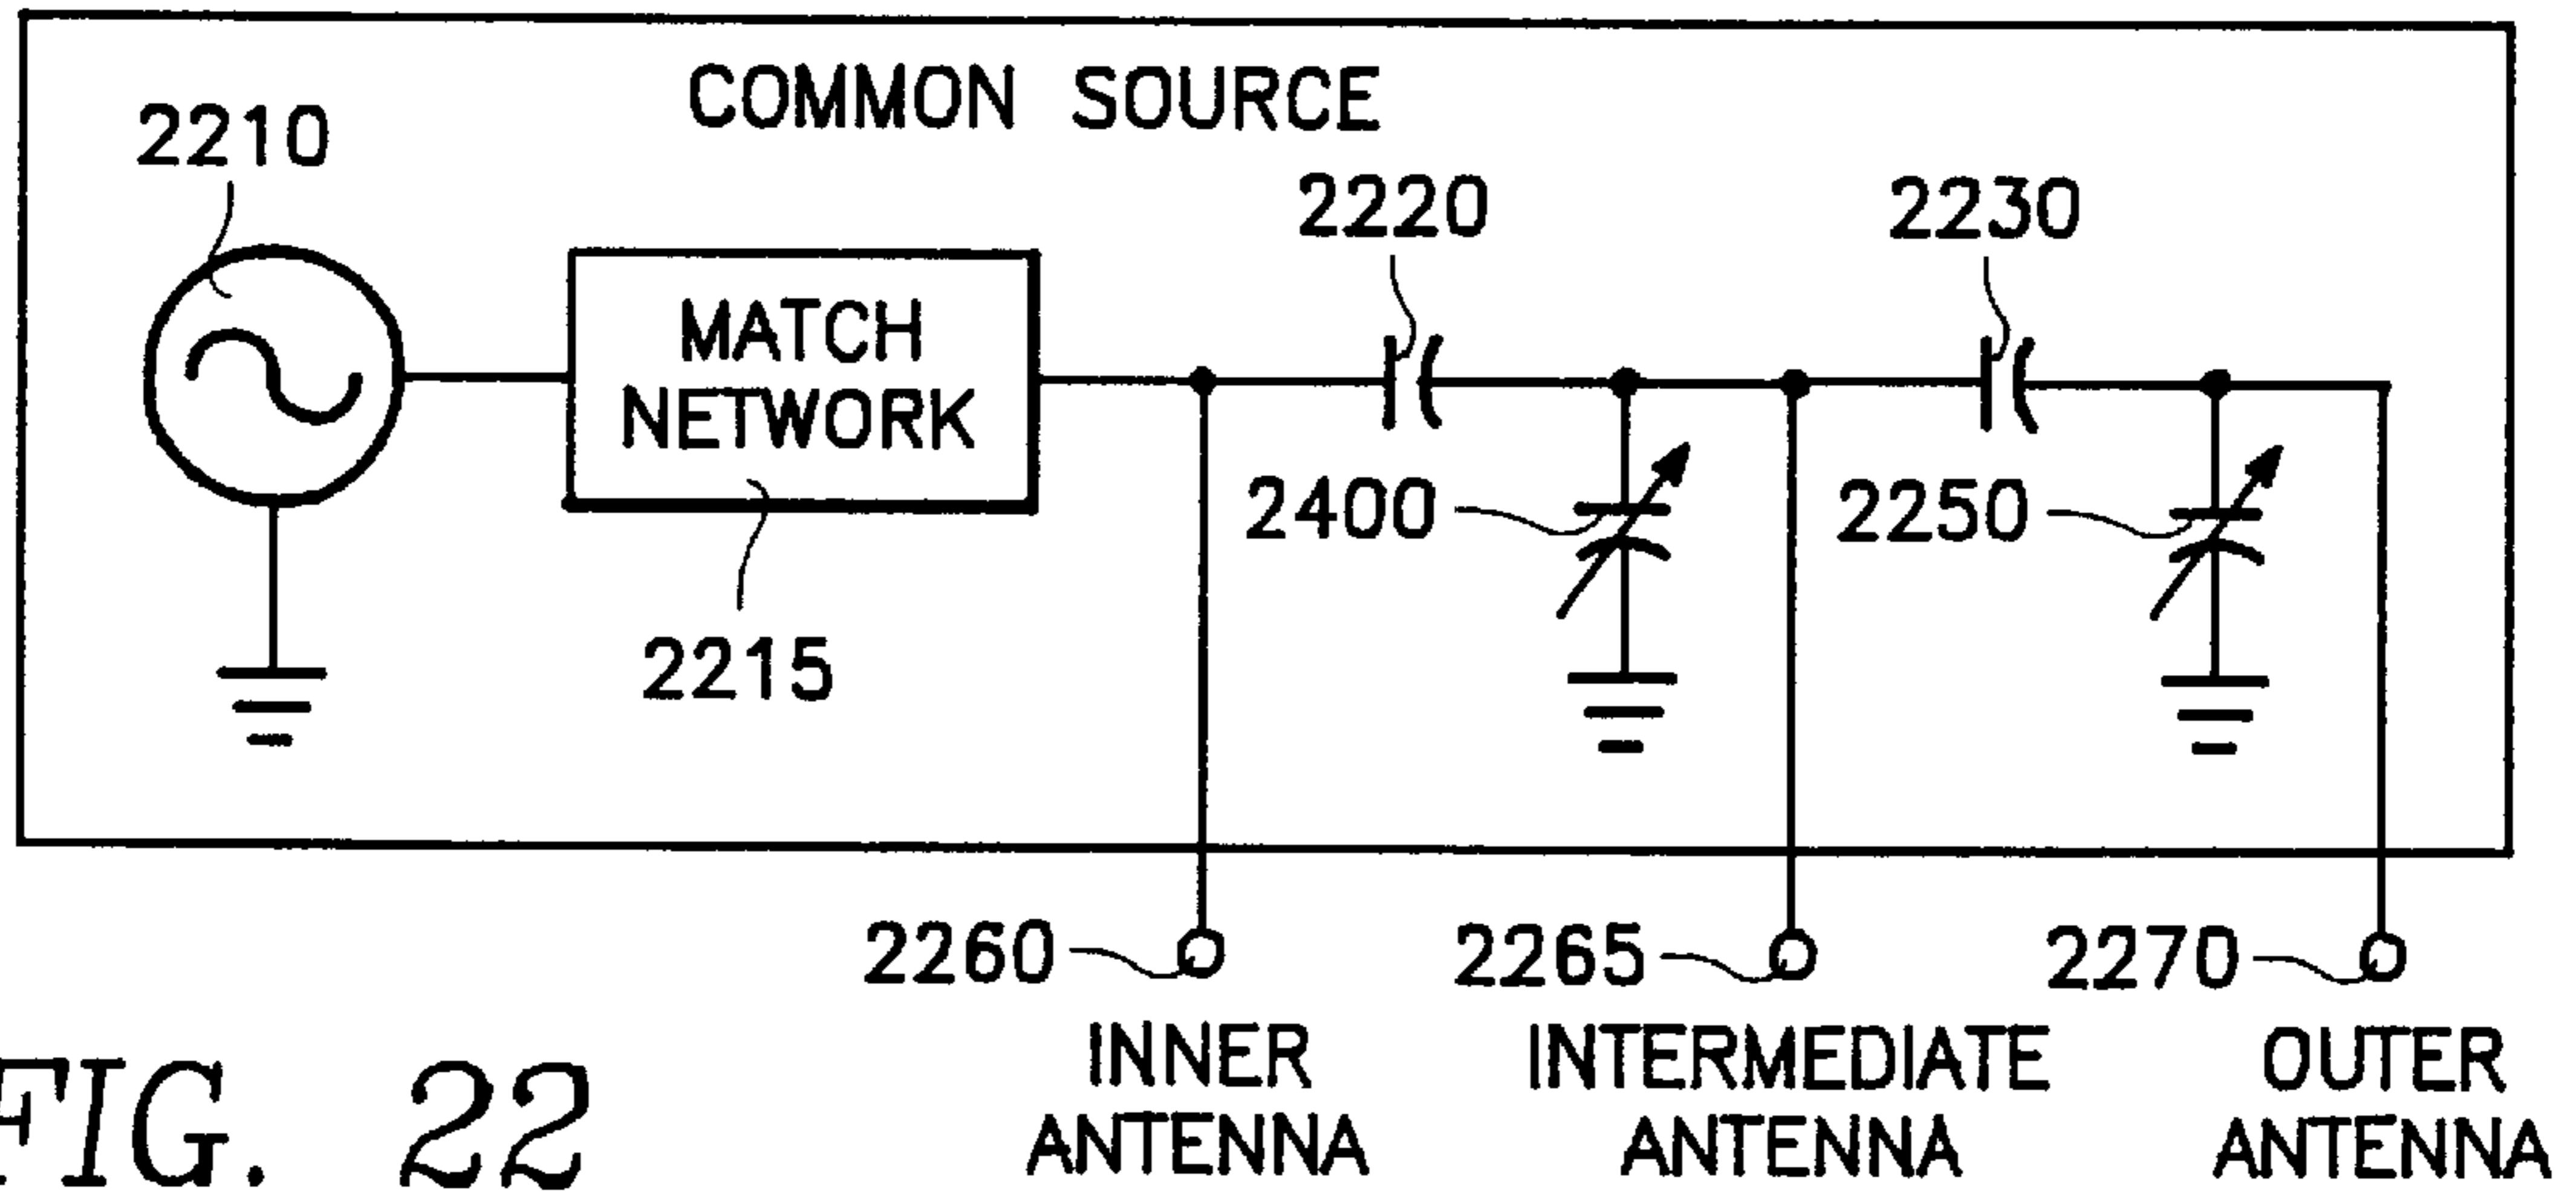 COMMON SOURCE
2210
2220
2230
MATCH
NETWORK
2400
2250
2215
2260
2265
2270
INNER
ANTENNA
INTERMEDIATE
ANTENNA
OUTER
ANTENNA
FIG. 22